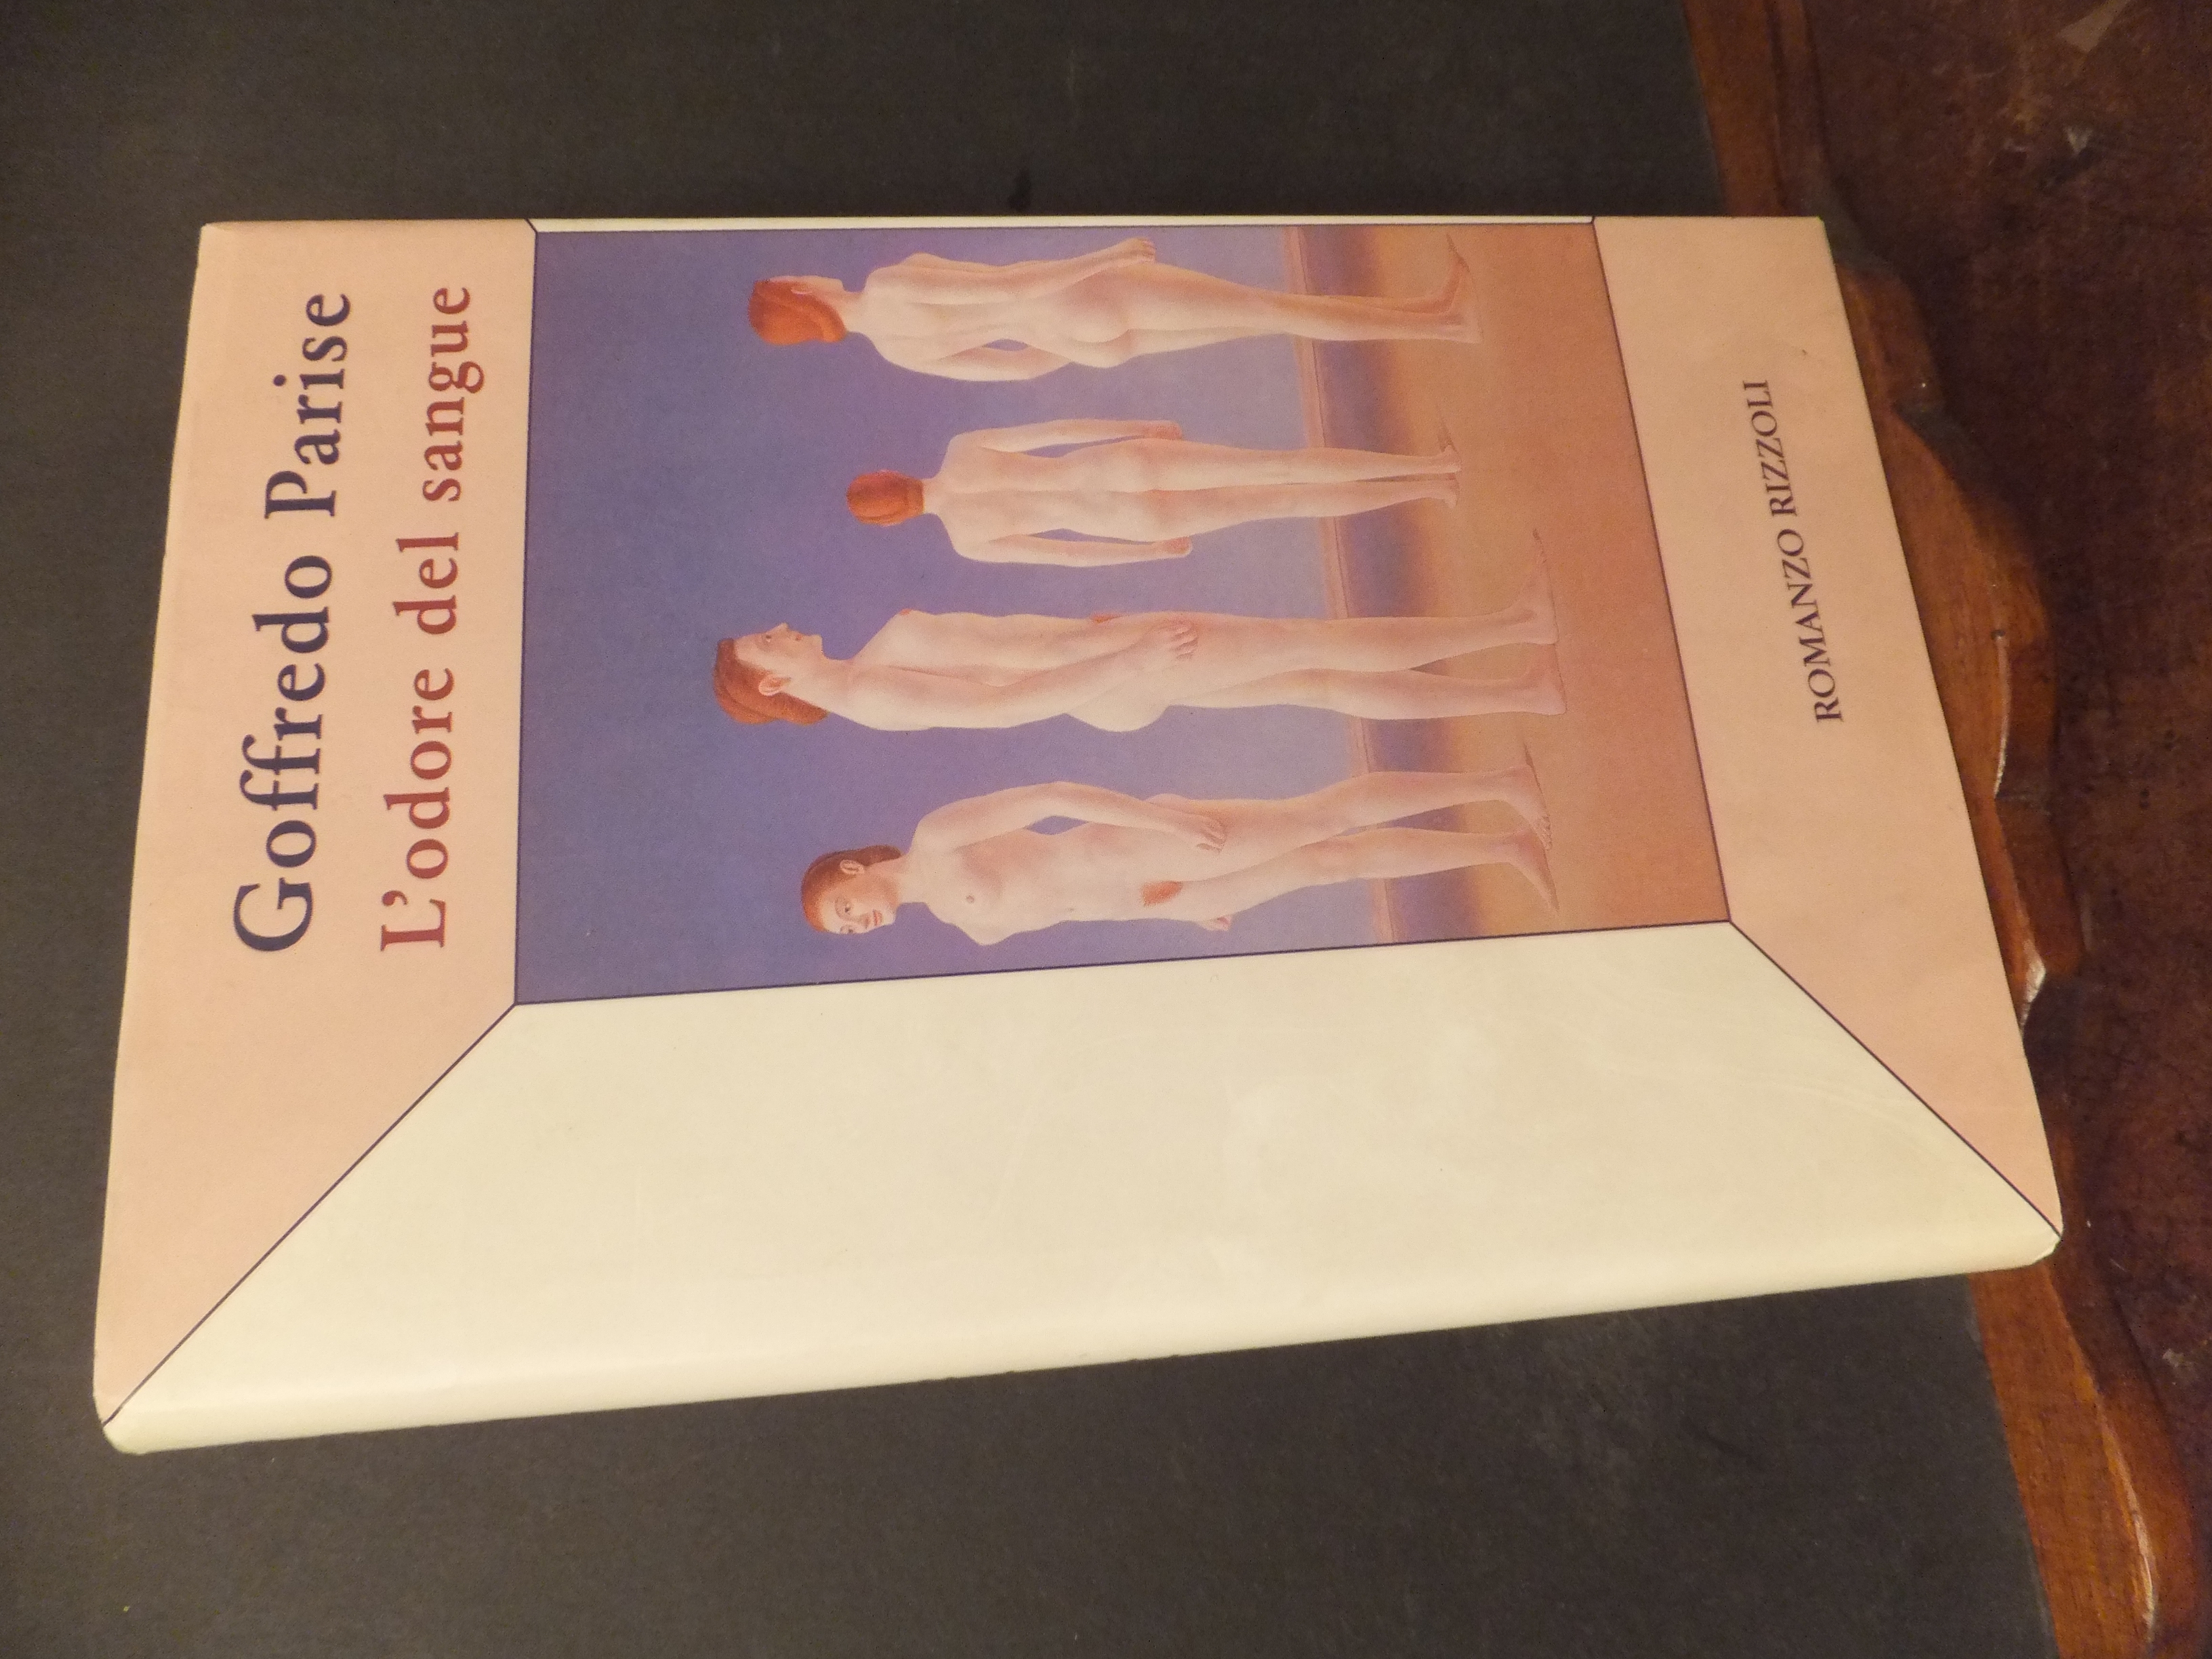 Goffredo Parise
L'odore del sangue
ROMANZO RIZZOLI